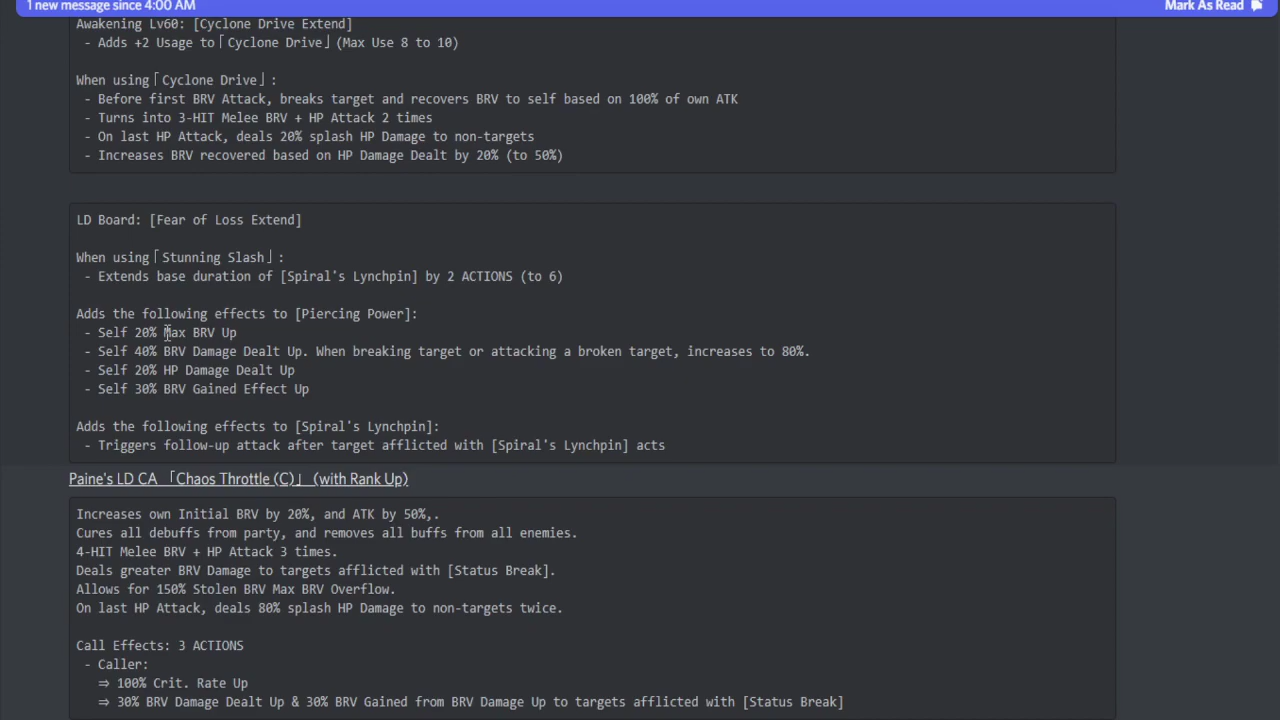 1 new message since 4:00 AM
Mark As Read
Awakening Lv60: [Cyclone Drive Extend]
- Adds +2 Usage to「Cyclone Drive」(Max Use 8 to 10)
When using「Cyclone Drive」:
- Before first BRV Attack, breaks target and recovers BRV to self based on 100% of own ATK
- Turns into 3-HIT Melee BRV + HP Attack 2 times
- On last HP Attack, deals 20% splash HP Damage to non-targets
- Increases BRV recovered based on HP Damage Dealt by 20% (to 50%)
LD Board: [Fear of Loss Extend]
When using「Stunning Slash」:
- Extends base duration of [Spiral's Lynchpin] by 2 ACTIONS (to 6)
Adds the following effects to [Piercing Power]:
- Self 20% Max BRV Up
- Self 40% BRV Damage Dealt Up. When breaking target or attacking a broken target, increases to 80%.
- Self 20% HP Damage Dealt Up
- Self 30% BRV Gained Effect Up
Adds the following effects to [Spiral's Lynchpin]:
- Triggers follow-up attack after target afflicted with [Spiral's Lynchpin] acts
Paine's LD CA 「Chaos Throttle (C)」 (with Rank Up)
Increases own Initial BRV by 20%, and ATK by 50%,.
Cures all debuffs from party, and removes all buffs from all enemies.
4-HIT Melee BRV + HP Attack 3 times.
Deals greater BRV Damage to targets afflicted with [Status Break].
Allows for 150% Stolen BRV Max BRV Overflow.
On last HP Attack, deals 80% splash HP Damage to non-targets twice.
Call Effects: 3 ACTIONS
- Caller:
⇒ 100% Crit. Rate Up
⇒ 30% BRV Damage Dealt Up & 30% BRV Gained from BRV Damage Up to targets afflicted with [Status Break]